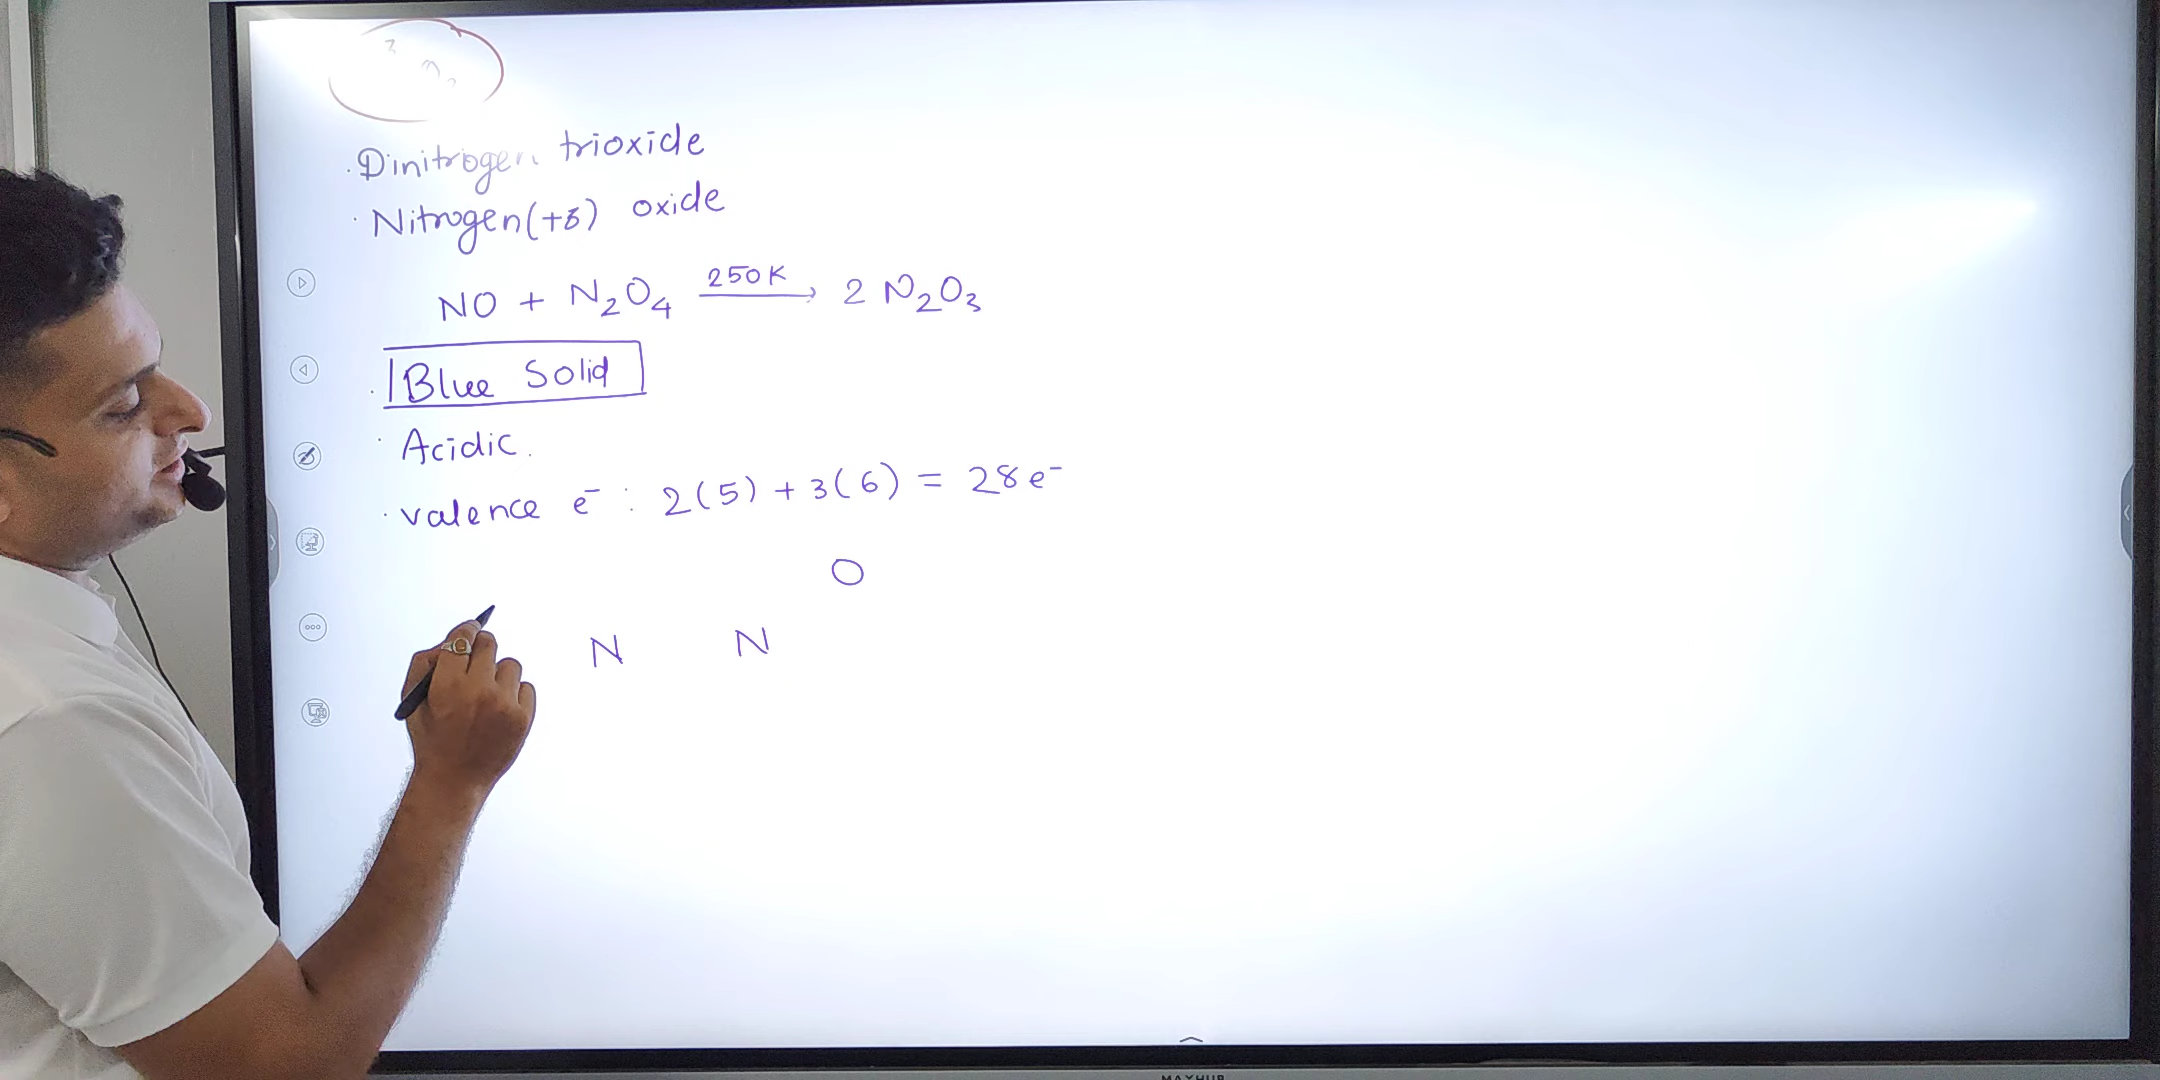 · Dinitrogen trioxide
· Nitrogen(+3) oxide
NO + N₂O₄ 250K → 2 N₂O₃
· Blue Solid
· Acidic.
· valence e⁻ : 2(5) + 3(6) = 28e⁻
O
N N
MAXHUB